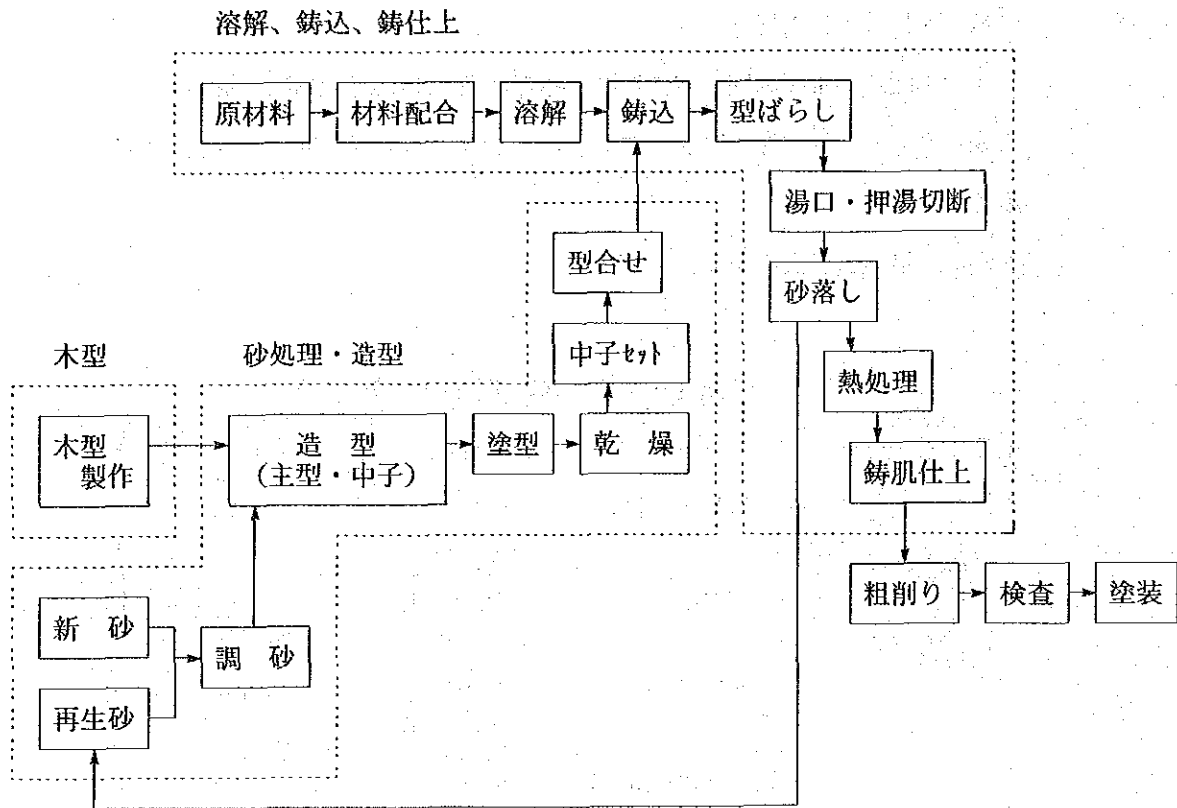 溶解、鋳込、鋳仕上
原材料
材料配合
溶解
鋳込
型ばらし
湯口・押湯切断
砂落し
熱処理
鋳肌仕上
粗削り
検査
塗装
型合せ
中子セット
木型
砂処理・造型
木型
製作
造　型
(主型・中子)
塗型
乾　燥
新　砂
再生砂
調　砂